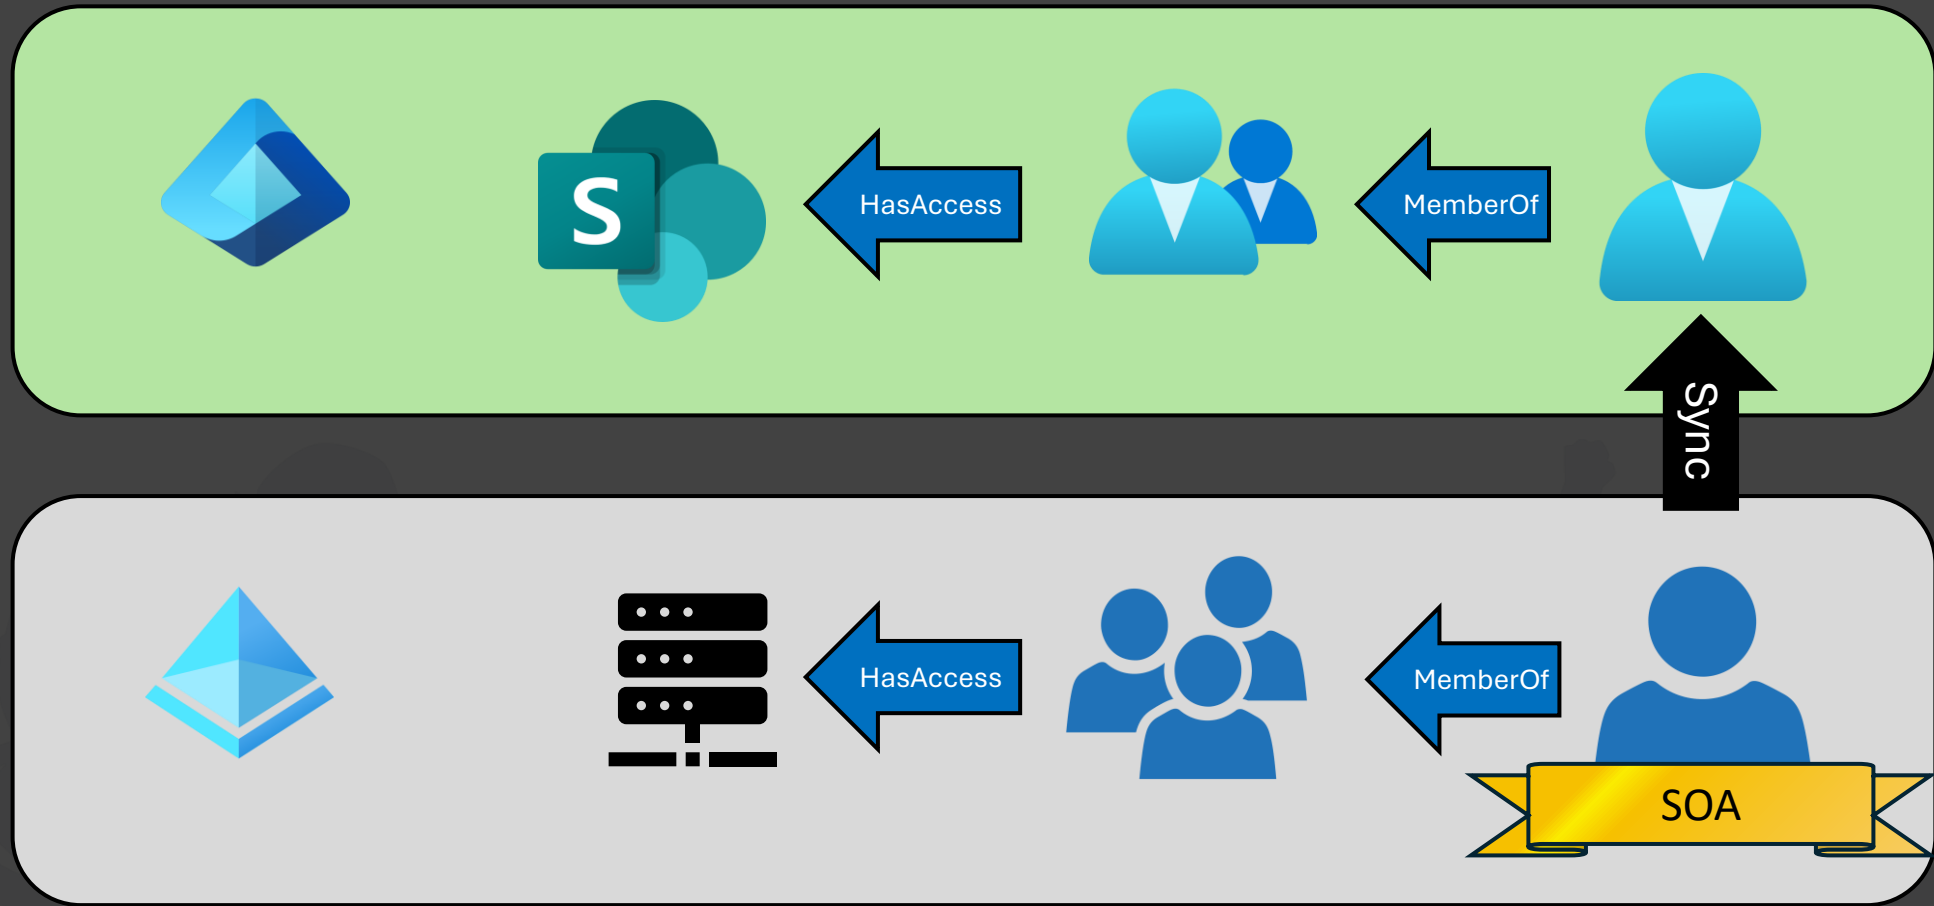 S
HasAccess
MemberOf
Sync
HasAccess
MemberOf
SOA